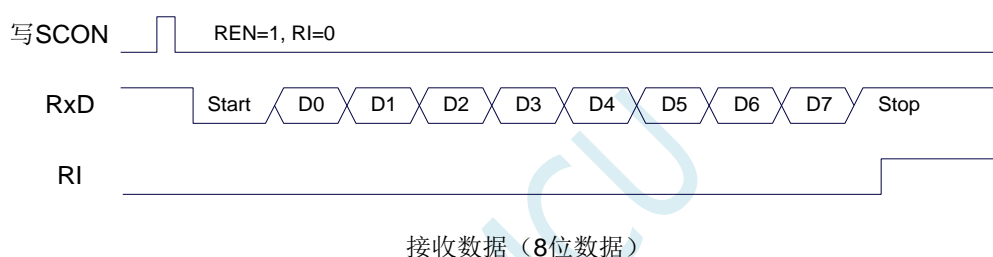 写SCON REN=1, RI=0
RxD Start D0 D1 D2 D3 D4 D5 D6 D7 Stop
RI
接收数据（8位数据）
MCU